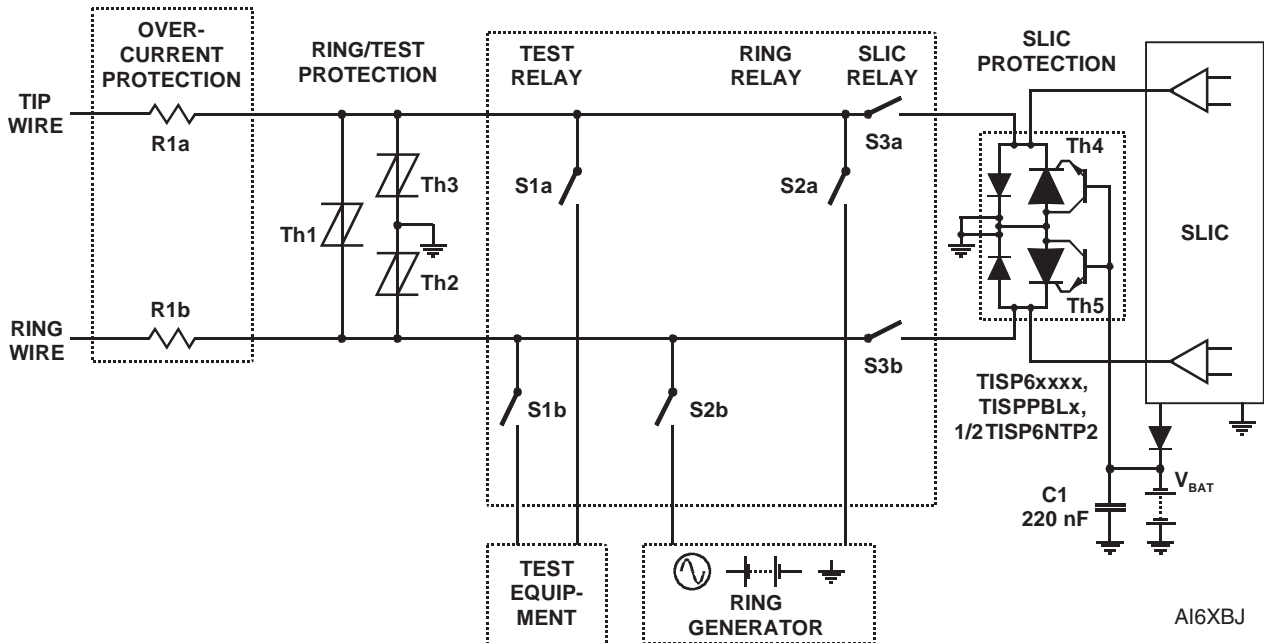 OVER-
CURRENT
PROTECTION
RING/TEST
PROTECTION
TEST
RELAY
RING
RELAY
SLIC
RELAY
SLIC
PROTECTION
TIP
WIRE
R1a
S3a
Th4
Th3
S1a
S2a
Th1
SLIC
Th2
Th5
R1b
RING
WIRE
S3b
S1b
S2b
TISP6xxxx,
TISPPBLx,
1/2 TISP6NTP2
C1
220 nF
VBAT
TEST
EQUIP-
MENT
RING
GENERATOR
AI6XBJ